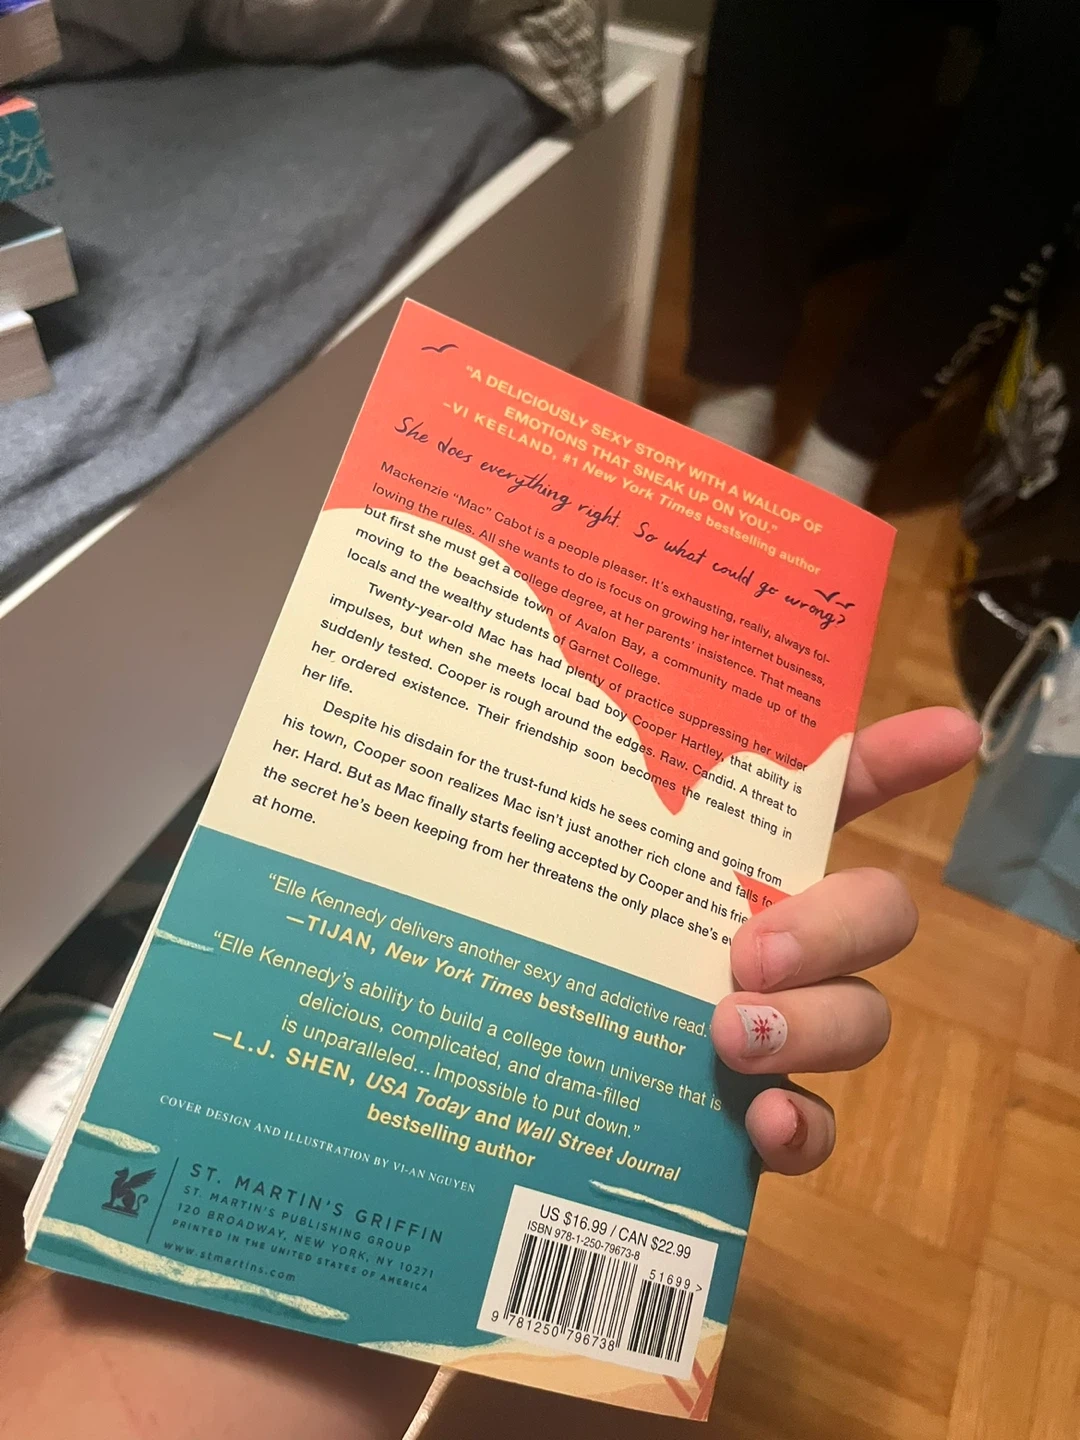 "A DELICIOUSLY SEXY STORY WITH A WALLOP OF
EMOTIONS THAT SNEAK UP ON YOU."
–VI KEELAND, #1 New York Times bestselling author
She does everything right. So what could go wrong?
Mackenzie "Mac" Cabot is a people pleaser. It's exhausting, really, always fol-
lowing the rules. All she wants to do is focus on growing her internet business,
but first she must get a college degree, at her parents' insistence. That means
moving to the beachside town of Avalon Bay, a community made up of the
locals and the wealthy students of Garnet College.
Twenty-year-old Mac has had plenty of practice suppressing her wilder
impulses, but when she meets local bad boy Cooper Hartley, that ability is
suddenly tested. Cooper is rough around the edges. Raw. Candid. A threat to
her ordered existence. Their friendship soon becomes the realest thing in
her life.
Despite his disdain for the trust-fund kids he sees coming and going from
his town, Cooper soon realizes Mac isn't just another rich clone and falls fo
her. Hard. But as Mac finally starts feeling accepted by Cooper and his frie
the secret he's been keeping from her threatens the only place she's e
at home.
"Elle Kennedy delivers another sexy and addictive read."
—TIJAN, New York Times bestselling author
"Elle Kennedy's ability to build a college town universe that is
delicious, complicated, and drama-filled
is unparalleled...Impossible to put down."
—L.J. SHEN, USA Today and Wall Street Journal
bestselling author
COVER DESIGN AND ILLUSTRATION BY VI-AN NGUYEN
ST. MARTIN'S GRIFFIN
ST. MARTIN'S PUBLISHING GROUP
120 BROADWAY, NEW YORK, NY 10271
PRINTED IN THE UNITED STATES OF AMERICA
www.stmartins.com
US $16.99 / CAN $22.99
ISBN 978-1-250-79673-8
51699>
9 781250 796738